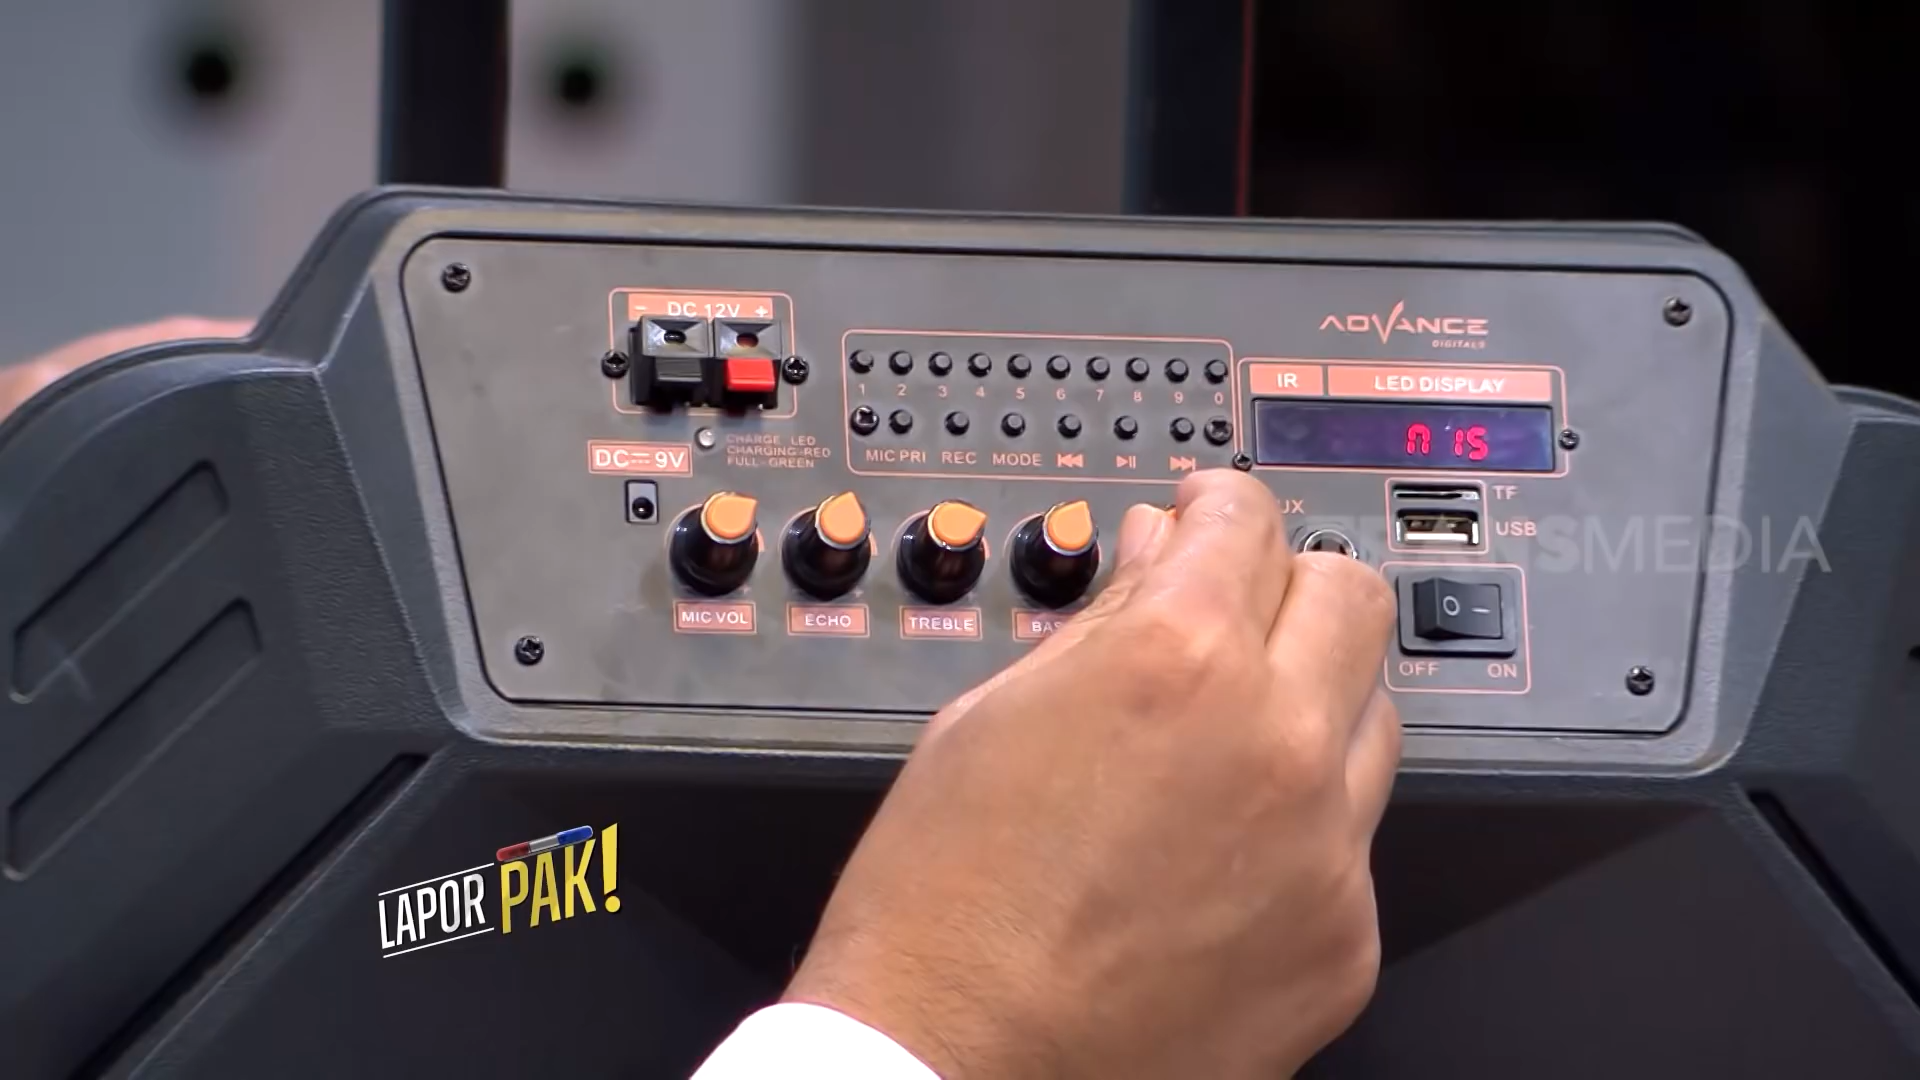 - DC 12V +
ADVANCE
DIGITALS
1 2 3 4 5 6 7 8 9 0
IR LED DISPLAY
CHARGE LED
CHARGING-RED
FULL-GREEN
MIC PRI REC MODE
DC 9V
TF
USB
TRANSMEDIA
MIC VOL ECHO TREBLE
OFF ON
LAPOR PAK!